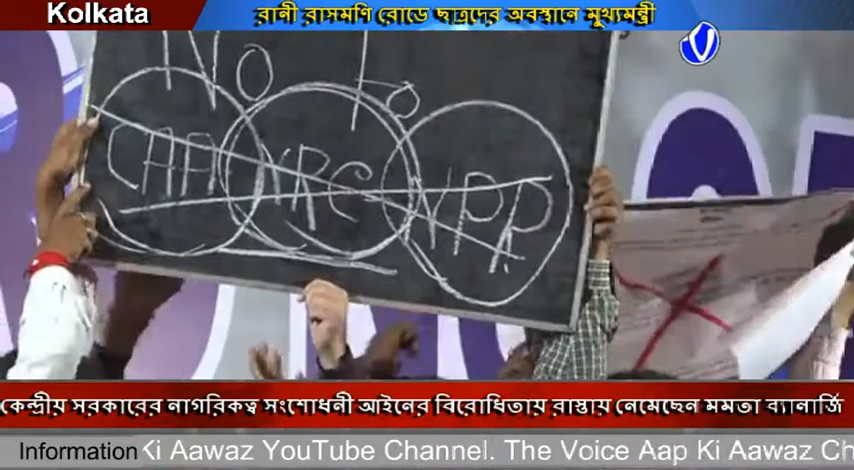 Kolkata
রানী রাসমণি রোডে ছাত্রদের অবস্থানে মুখ্যমন্ত্রী
No To
CAA NRC NPR
কেন্দ্রীয় সরকারের নাগরিকত্ব সংশোধনী আইনের বিরোধিতায় রাস্তায় নেমেছেন মমতা ব্যানার্জি
Information Ki Aawaz YouTube Channel. The Voice Aap Ki Aawaz Ch